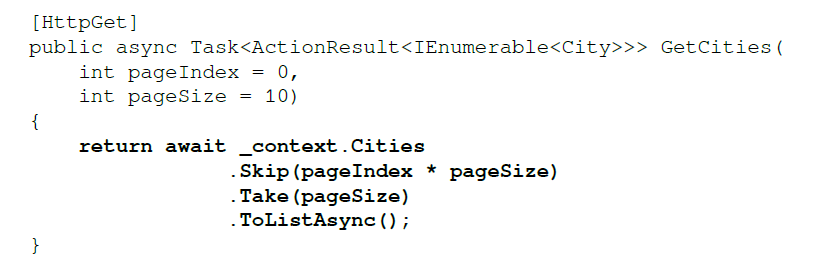 [HttpGet]
public async Task<ActionResult<IEnumerable<City>>> GetCities(
    int pageIndex = 0,
    int pageSize = 10)
{
    return await _context.Cities
                .Skip(pageIndex * pageSize)
                .Take(pageSize)
                .ToListAsync();
}